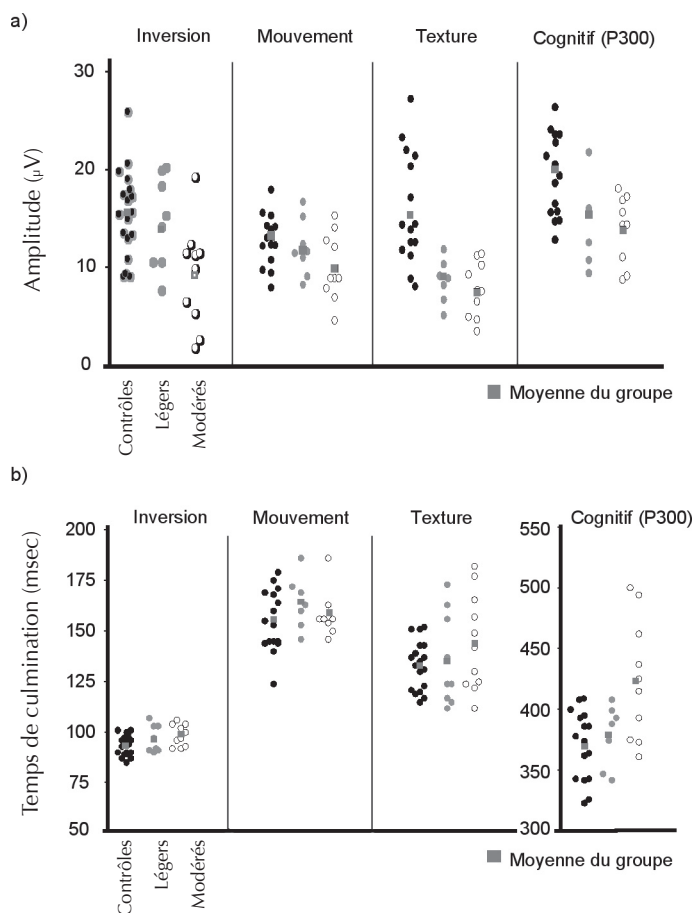 a)
Inversion Mouvement Texture Cognitif (P300)
30
20
10
0
Amplitude (µV)
Contrôles
Légers
Modérés
Moyenne du groupe
b)
Inversion Mouvement Texture Cognitif (P300)
200
175
150
125
100
75
50
Temps de culmination (msec)
550
500
450
400
350
300
Contrôles
Légers
Modérés
Moyenne du groupe